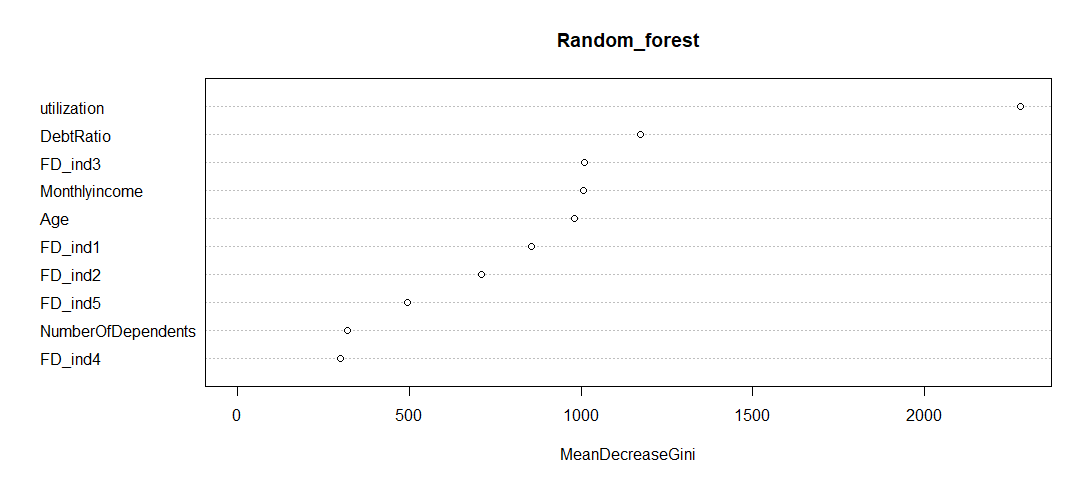 Random_forest
utilization
DebtRatio
FD_ind3
Monthlyincome
Age
FD_ind1
FD_ind2
FD_ind5
NumberOfDependents
FD_ind4
0 500 1000 1500 2000
MeanDecreaseGini